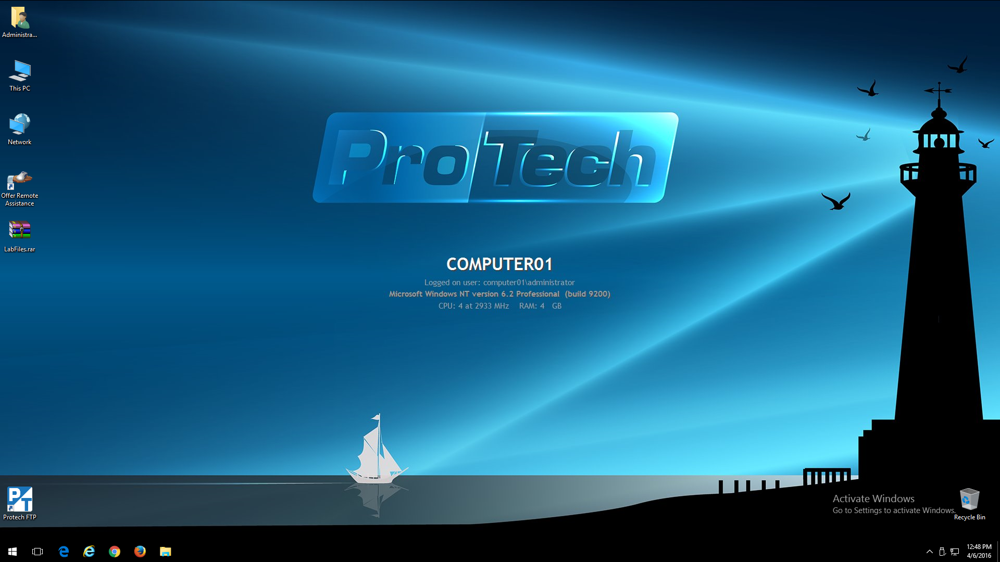 Administra...
This PC
Network
Offer Remote
Assistance
LabFiles.rar
ProTech
COMPUTER01
Logged on user: computer01\administrator
Microsoft Windows NT version 6.2 Professional (build 9200)
CPU: 4 at 2933 MHz RAM: 4 GB
PT
Protech FTP
Activate Windows
Go to Settings to activate Windows.
Recycle Bin
12:48 PM
4/6/2016